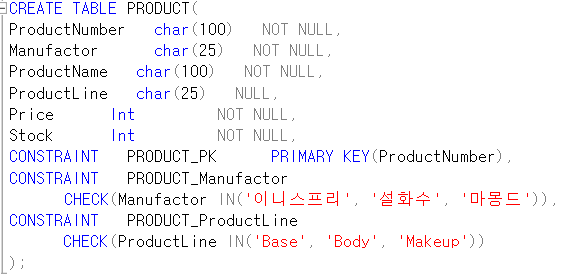 CREATE TABLE PRODUCT(
ProductNumber char(100) NOT NULL,
Manufactor char(25) NOT NULL,
ProductName char(100) NOT NULL,
ProductLine char(25) NULL,
Price Int NOT NULL,
Stock Int NOT NULL,
CONSTRAINT PRODUCT_PK PRIMARY KEY(ProductNumber),
CONSTRAINT PRODUCT_Manufactor
CHECK(Manufactor IN('이니스프리', '설화수', '마몽드')),
CONSTRAINT PRODUCT_ProductLine
CHECK(ProductLine IN('Base', 'Body', 'Makeup'))
);